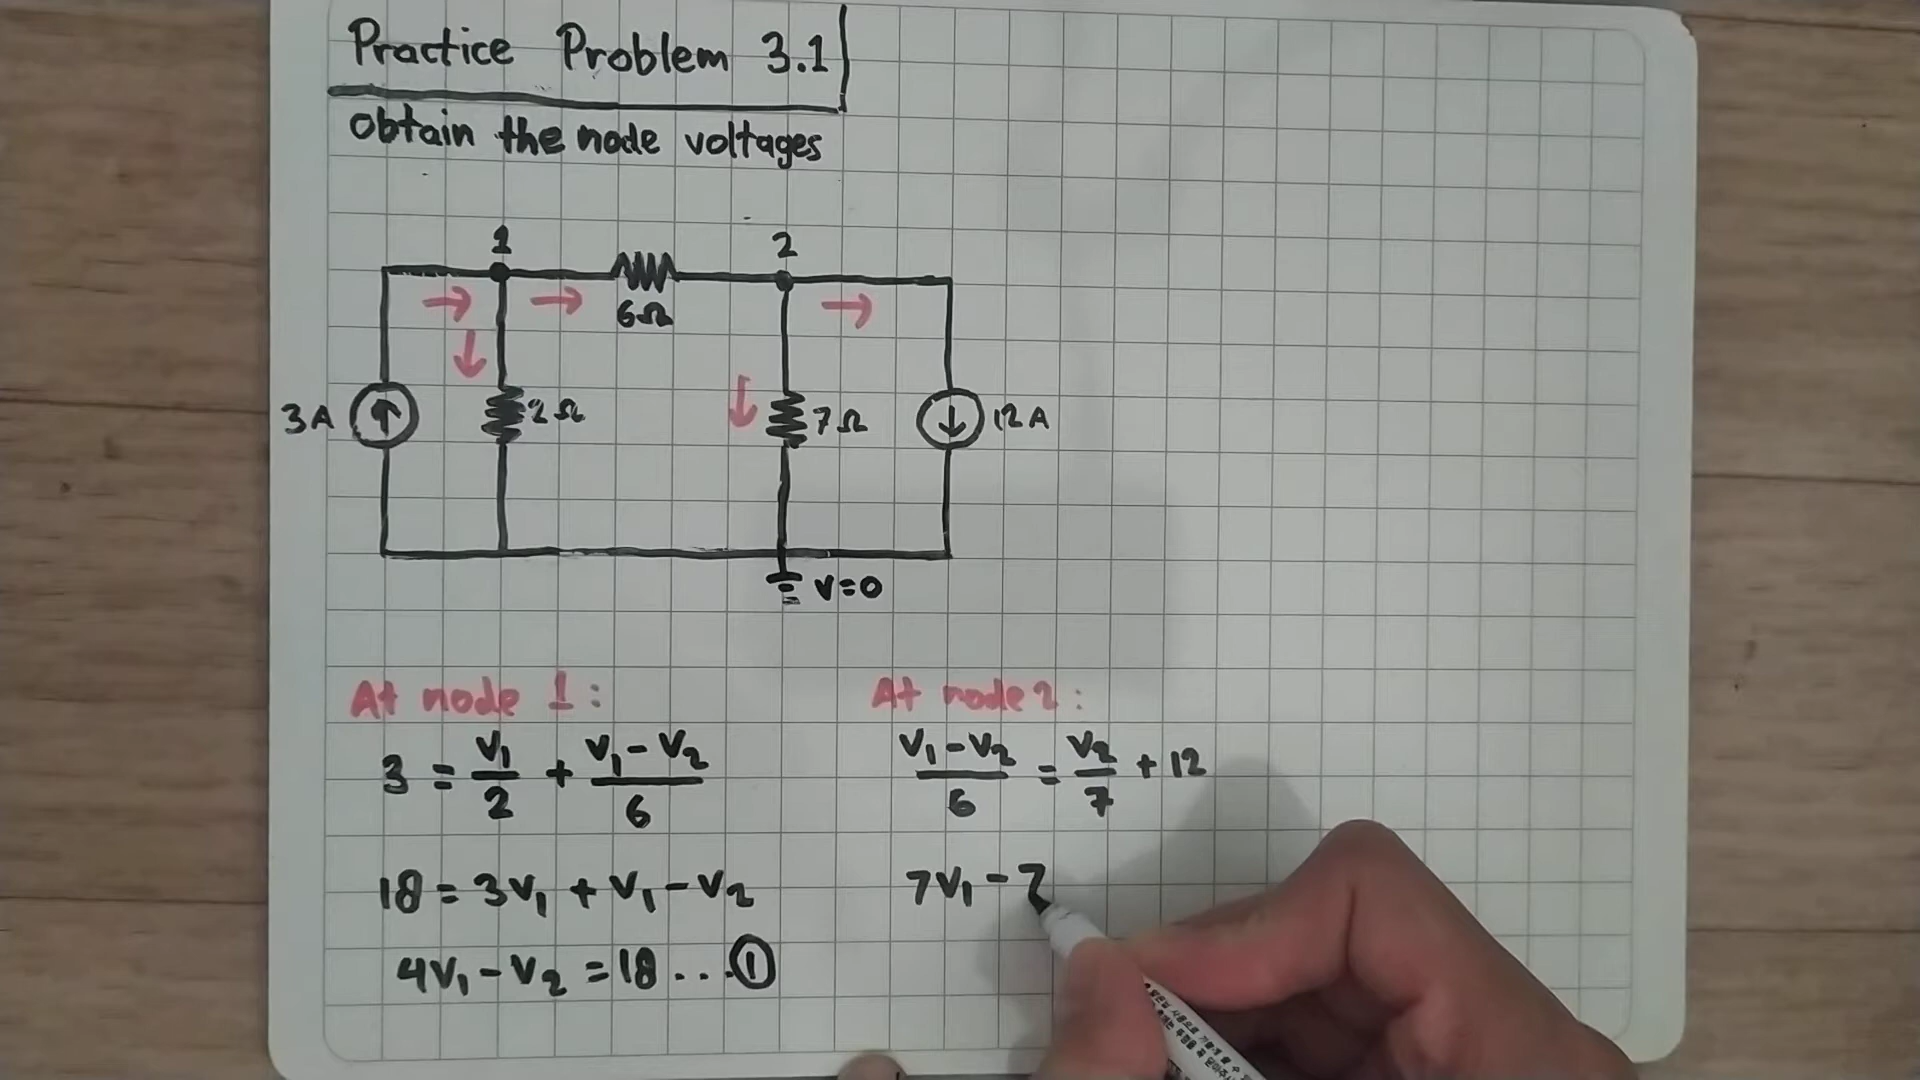 Practice Problem 3.1
obtain the node voltages
1
2
6Ω
3A
2Ω
7Ω
12A
V=0
At node 1:
3 = V₁/2 + (V₁ - V₂)/6
18 = 3V₁ + V₁ - V₂
4V₁ - V₂ = 18 ... ①
At node 2:
(V₁ - V₂)/6 = V₂/7 + 12
7V₁ - 7